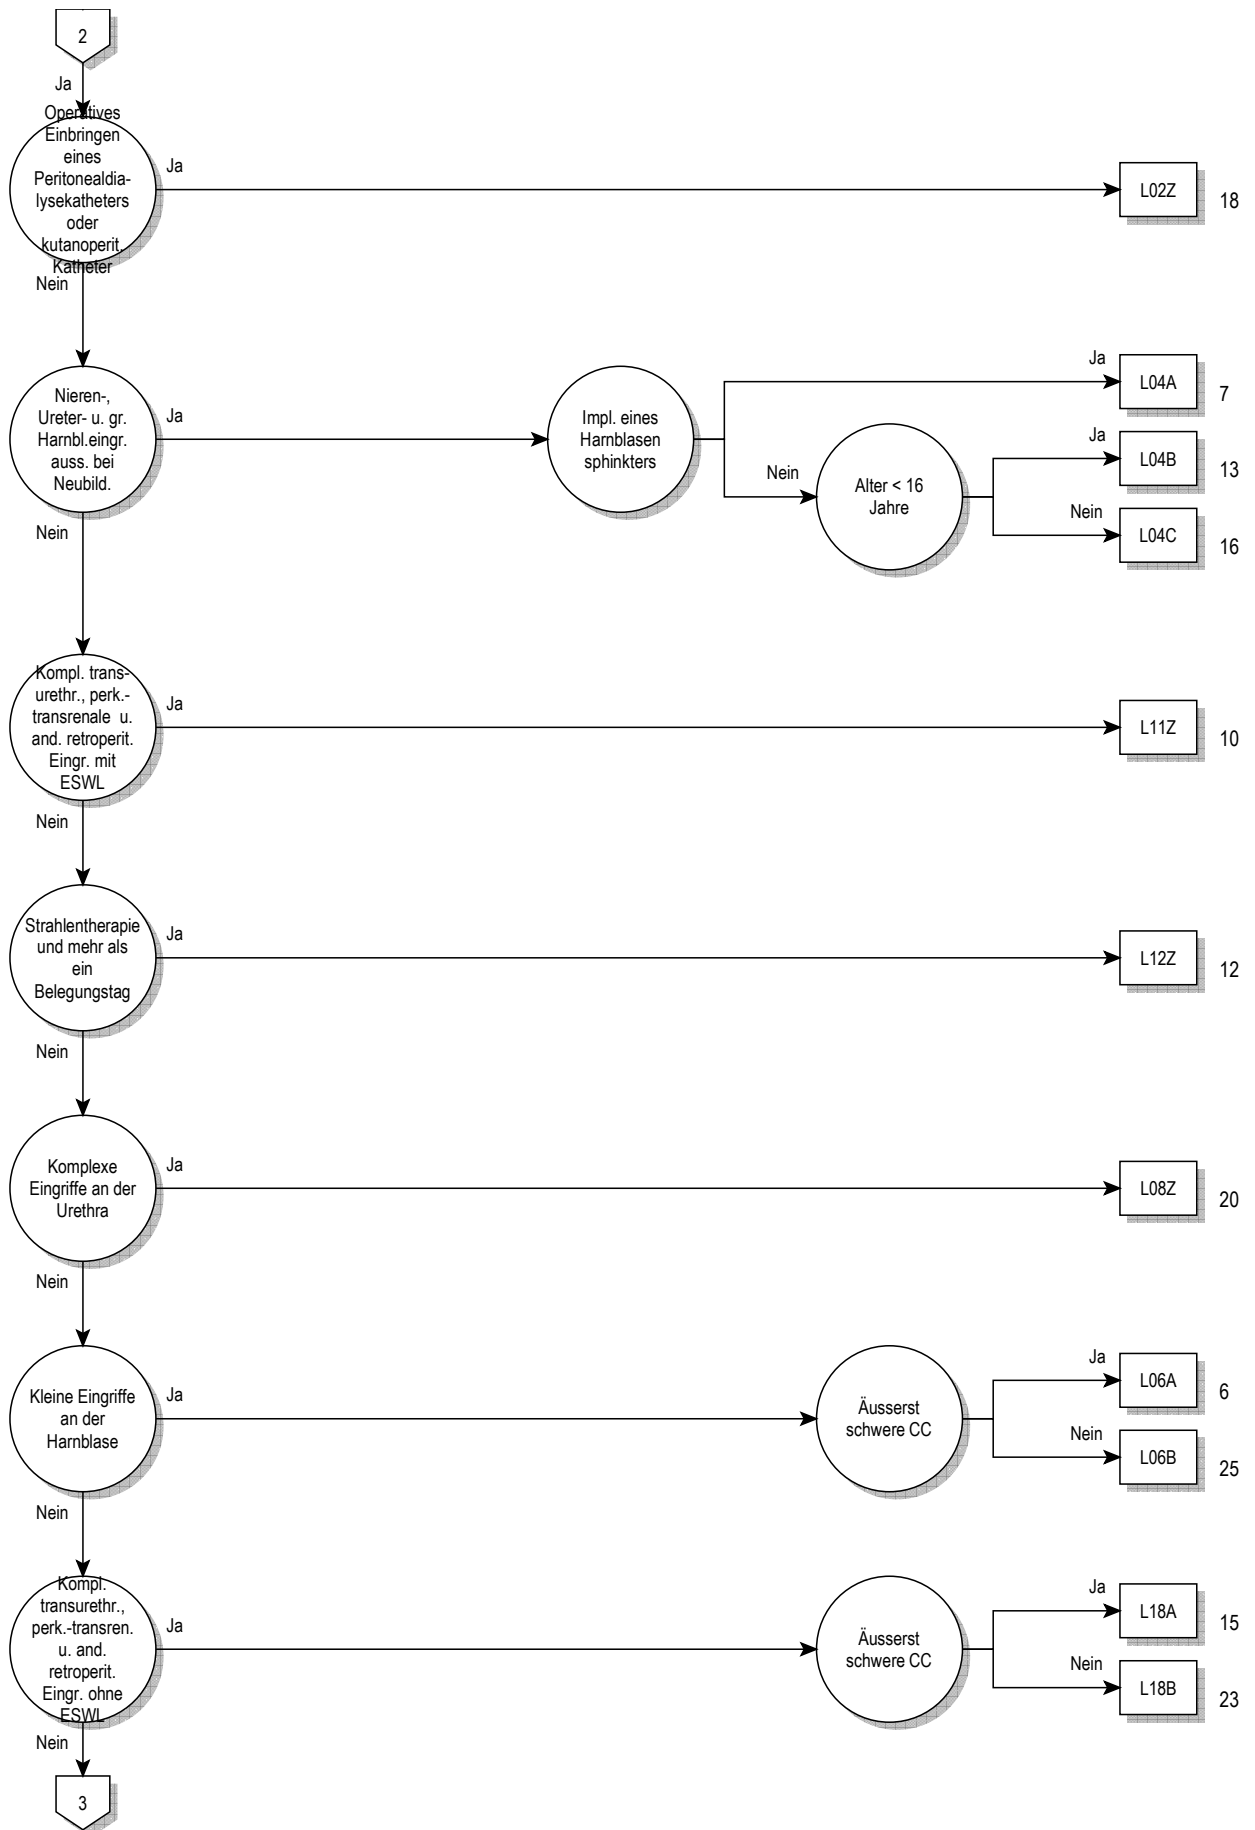 2
Ja
Operatives
Einbringen
eines
Peritonealdia-
lysekatheters
oder
kutanoperit.
Katheter
Ja
L02Z
18
Nein
Nieren-,
Ureter- u. gr.
Harnbl.eingr.
auss. bei
Neubild.
Ja
Impl. eines
Harnblasen
sphinkters
Ja
L04A
7
Nein
Alter < 16
Jahre
Ja
L04B
13
Nein
L04C
16
Nein
Kompl. trans-
urethr., perk.-
transrenale u.
and. retroperit.
Eingr. mit
ESWL
Ja
L11Z
10
Nein
Strahlentherapie
und mehr als
ein
Belegungstag
Ja
L12Z
12
Nein
Komplexe
Eingriffe an der
Urethra
Ja
L08Z
20
Nein
Kleine Eingriffe
an der
Harnblase
Ja
Äusserst
schwere CC
Ja
L06A
6
Nein
L06B
25
Nein
Kompl.
transurethr.,
perk.-transren.
u. and.
retroperit.
Eingr. ohne
ESWL
Ja
Äusserst
schwere CC
Ja
L18A
15
Nein
L18B
23
Nein
3